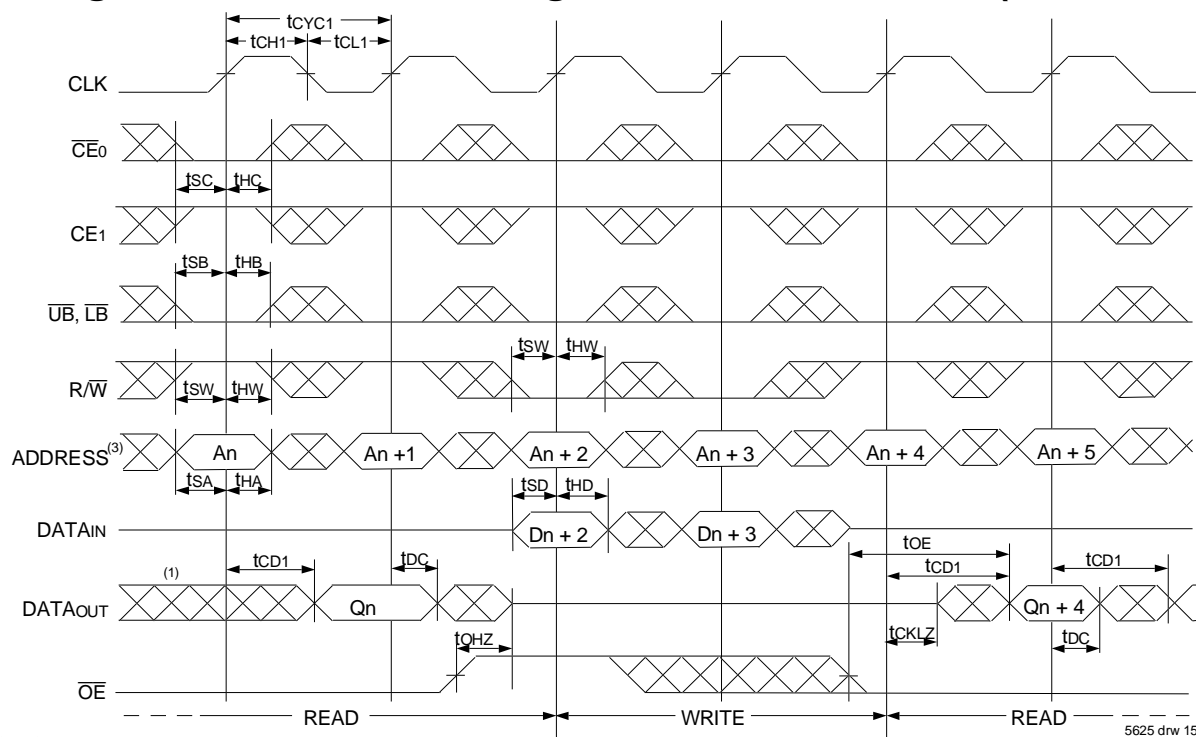 tCYC1
tCH1 tCL1
CLK
CE0
tSC tHC
CE1
tSB tHB
UB, LB
tSW tHW
R/W
tSW tHW
ADDRESS(3) An An +1 An + 2 An + 3 An + 4 An + 5
tSA tHA tSD tHD
DATAIN Dn + 2 Dn + 3
tOE
tCD1 tDC tCD1 tCD1
(1)
DATAOUT Qn Qn + 4
tOHZ tCKLZ tDC
OE
READ WRITE READ
5625 drw 15